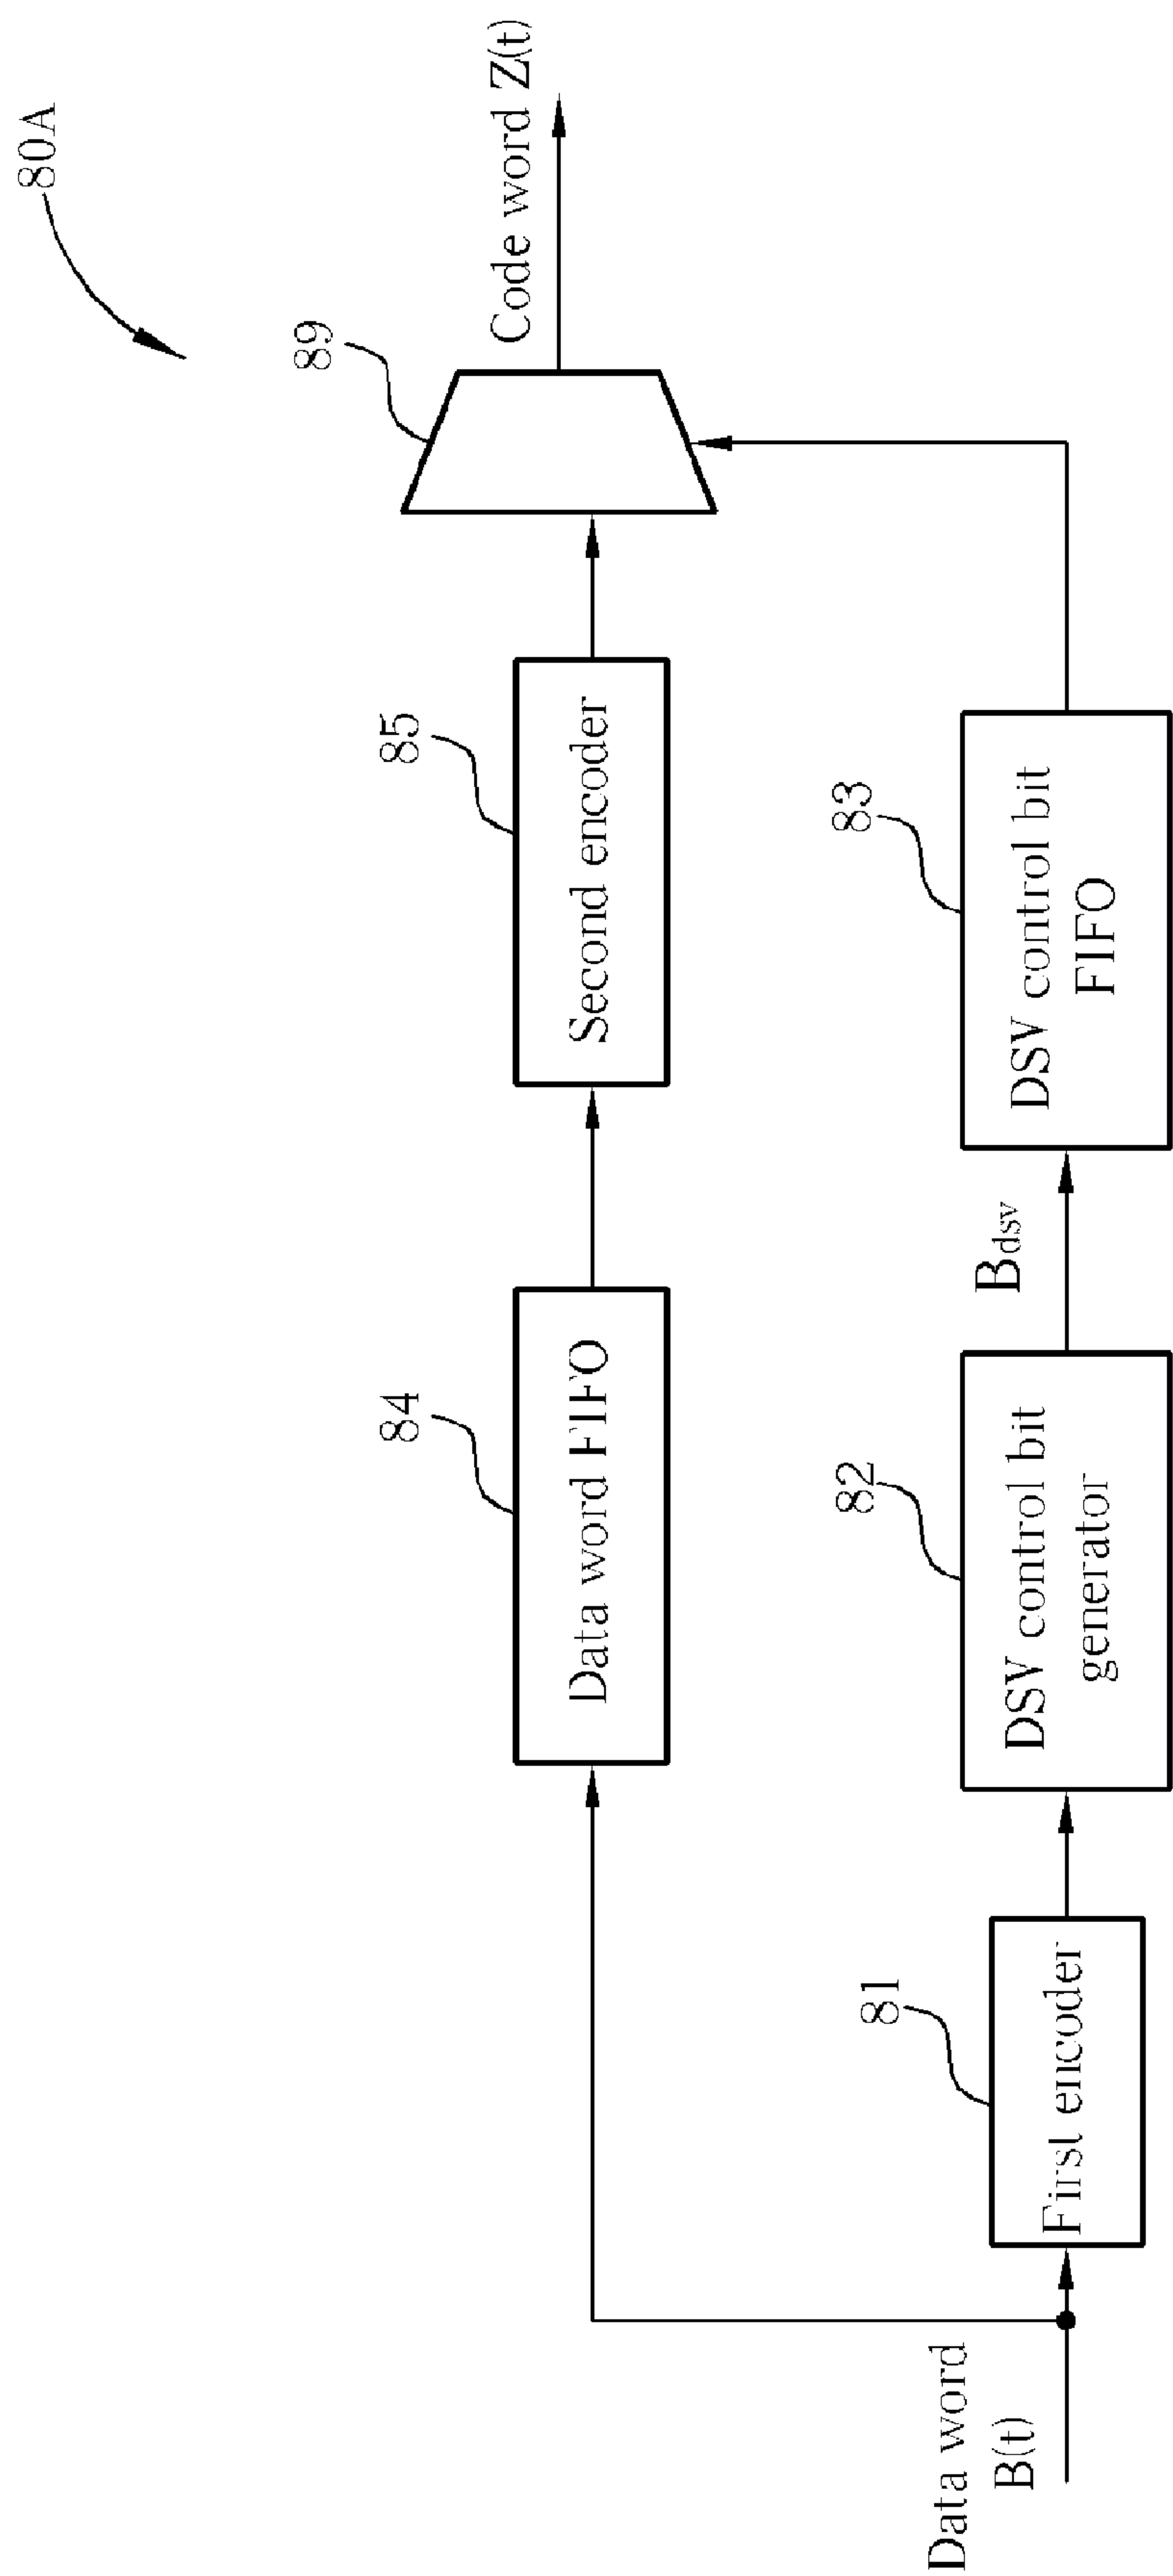 80A
89
Code word Z(t)
85
Second encoder
84
Data word FIFO
83
DSV control bit
FIFO
Bdsv
82
DSV control bit
generator
81
First encoder
Data word
B(t)